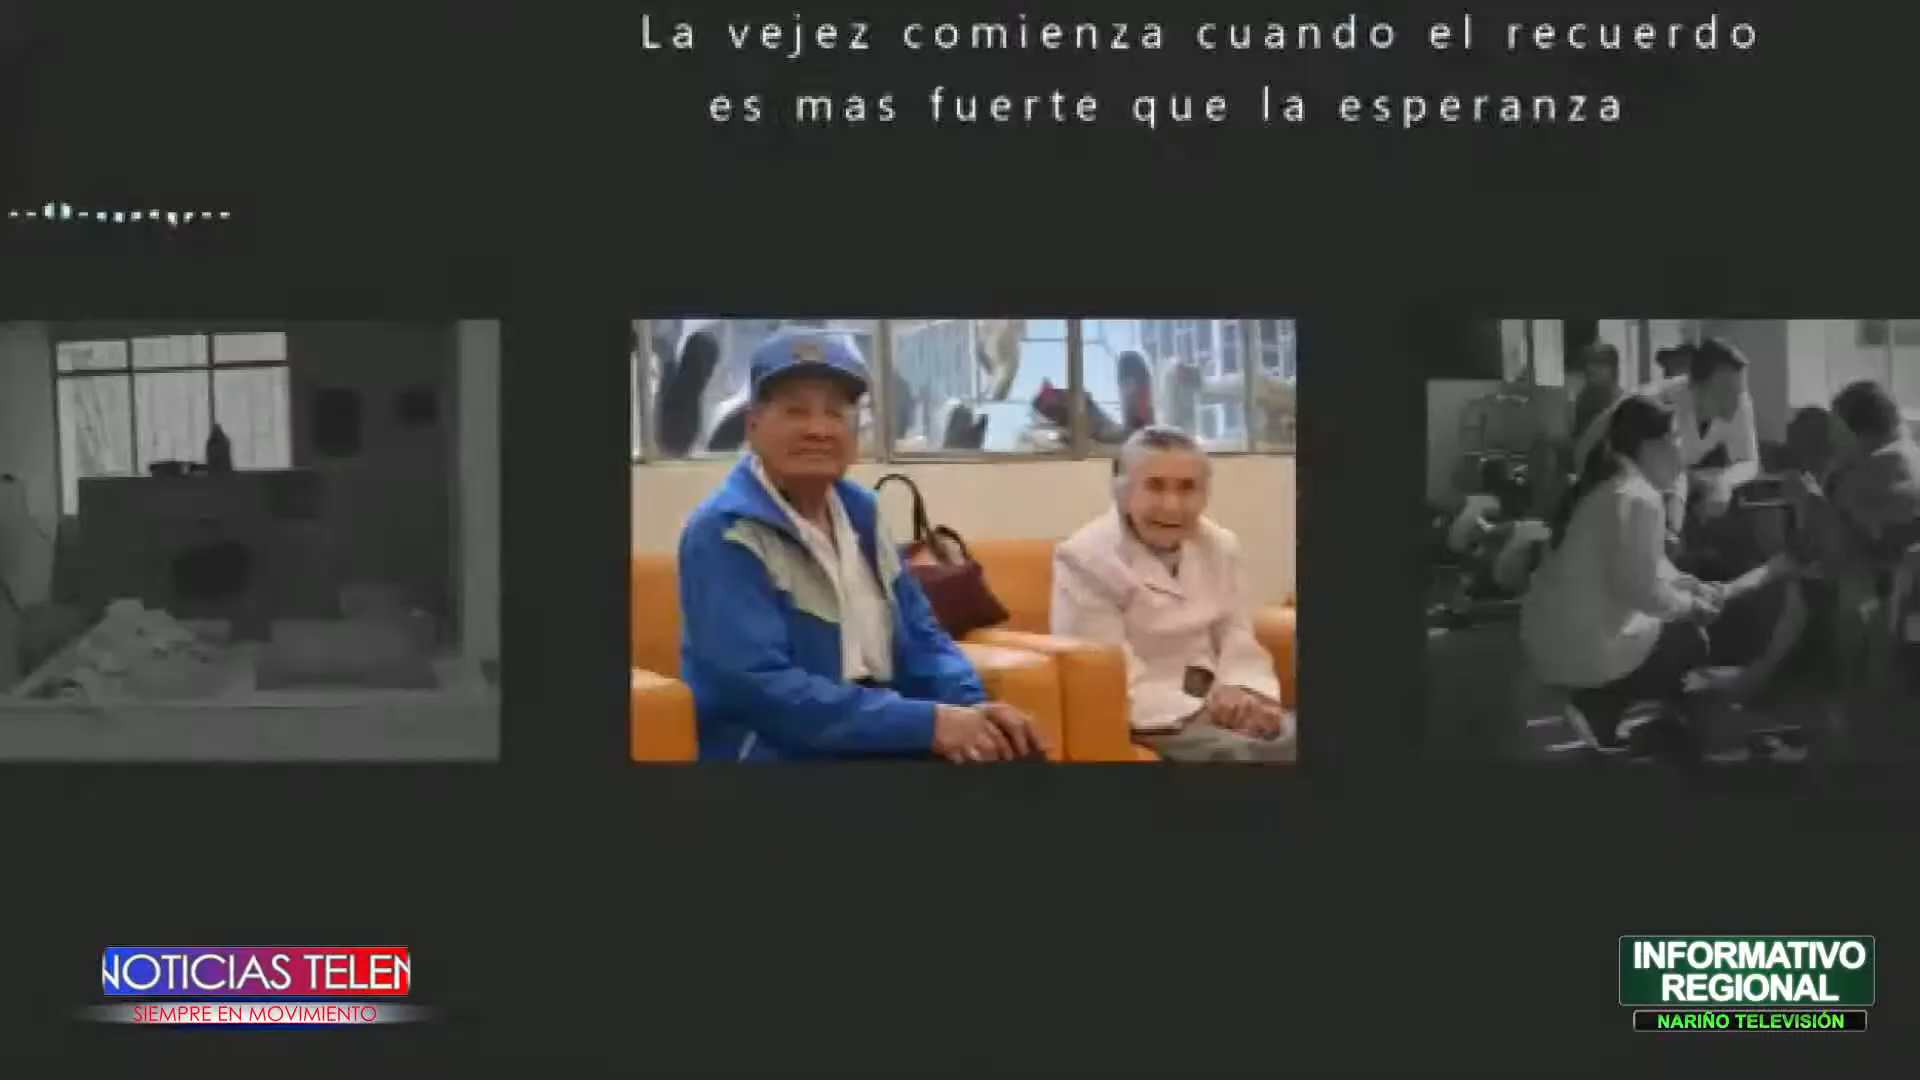 La vejez comienza cuando el recuerdo
es mas fuerte que la esperanza
NOTICIAS TELEN
SIEMPRE EN MOVIMIENTO
INFORMATIVO
REGIONAL
NARIÑO TELEVISIÓN